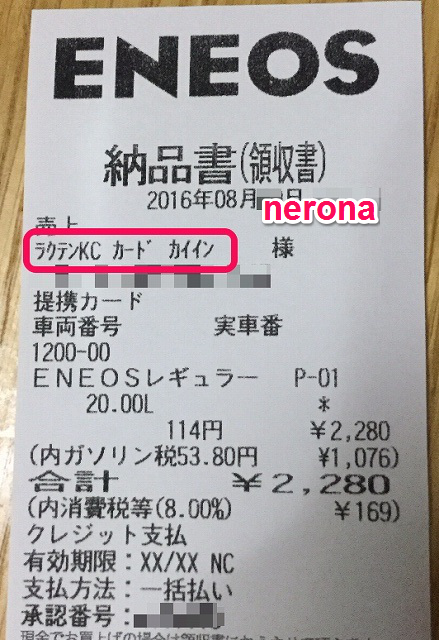 ENEOS
納品書(領収書)
2016年08月 日
nerona
売上
ﾗｸﾃﾝKC ｶｰﾄﾞ ｶｲｲﾝ 様
提携カード
車両番号 実車番
1200-00
ENEOSレギュラー P-01
20.00L *
114円 ¥2,280
(内ガソリン税53.80円 ¥1,076)
合計 ¥2,280
(内消費税等(8.00%) ¥169)
クレジット支払
有効期限:XX/XX NC
支払方法:一括払い
承認番号: